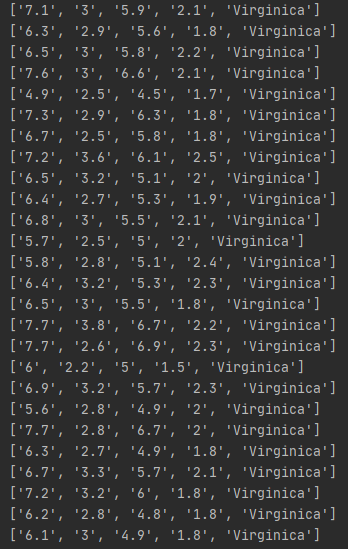 ['7.1', '3', '5.9', '2.1', 'Virginica']
['6.3', '2.9', '5.6', '1.8', 'Virginica']
['6.5', '3', '5.8', '2.2', 'Virginica']
['7.6', '3', '6.6', '2.1', 'Virginica']
['4.9', '2.5', '4.5', '1.7', 'Virginica']
['7.3', '2.9', '6.3', '1.8', 'Virginica']
['6.7', '2.5', '5.8', '1.8', 'Virginica']
['7.2', '3.6', '6.1', '2.5', 'Virginica']
['6.5', '3.2', '5.1', '2', 'Virginica']
['6.4', '2.7', '5.3', '1.9', 'Virginica']
['6.8', '3', '5.5', '2.1', 'Virginica']
['5.7', '2.5', '5', '2', 'Virginica']
['5.8', '2.8', '5.1', '2.4', 'Virginica']
['6.4', '3.2', '5.3', '2.3', 'Virginica']
['6.5', '3', '5.5', '1.8', 'Virginica']
['7.7', '3.8', '6.7', '2.2', 'Virginica']
['7.7', '2.6', '6.9', '2.3', 'Virginica']
['6', '2.2', '5', '1.5', 'Virginica']
['6.9', '3.2', '5.7', '2.3', 'Virginica']
['5.6', '2.8', '4.9', '2', 'Virginica']
['7.7', '2.8', '6.7', '2', 'Virginica']
['6.3', '2.7', '4.9', '1.8', 'Virginica']
['6.7', '3.3', '5.7', '2.1', 'Virginica']
['7.2', '3.2', '6', '1.8', 'Virginica']
['6.2', '2.8', '4.8', '1.8', 'Virginica']
['6.1', '3', '4.9', '1.8', 'Virginica']